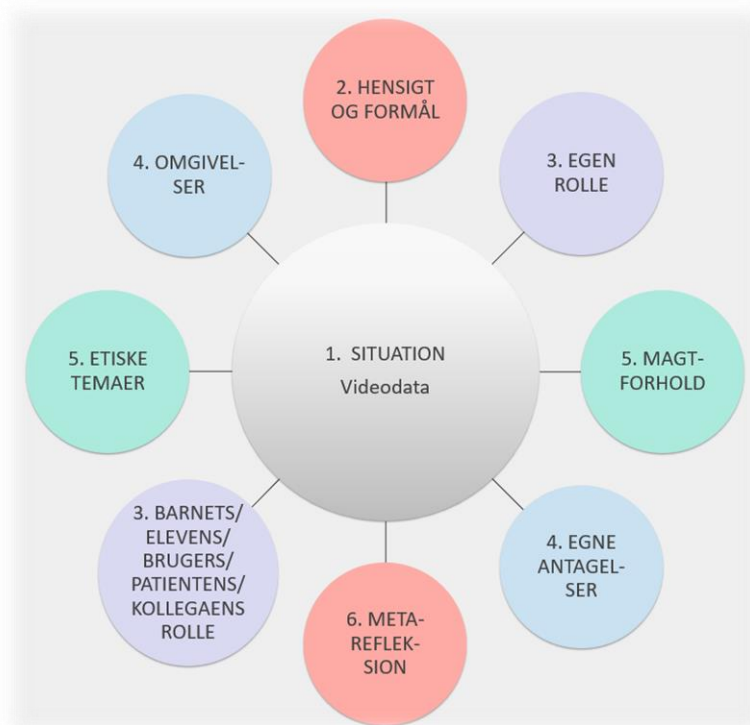 2. HENSIGT
OG FORMÅL
3. EGEN
ROLLE
5. MAGT-
FORHOLD
4. EGNE
ANTAGEL-
SER
6. META-
REFLEK-
SION
3. BARNETS/
ELEVENS/
BRUGERS/
PATIENTENS/
KOLLEGAENS
ROLLE
5. ETISKE
TEMAER
4. OMGIVEL-
SER
1. SITUATION
Videodata